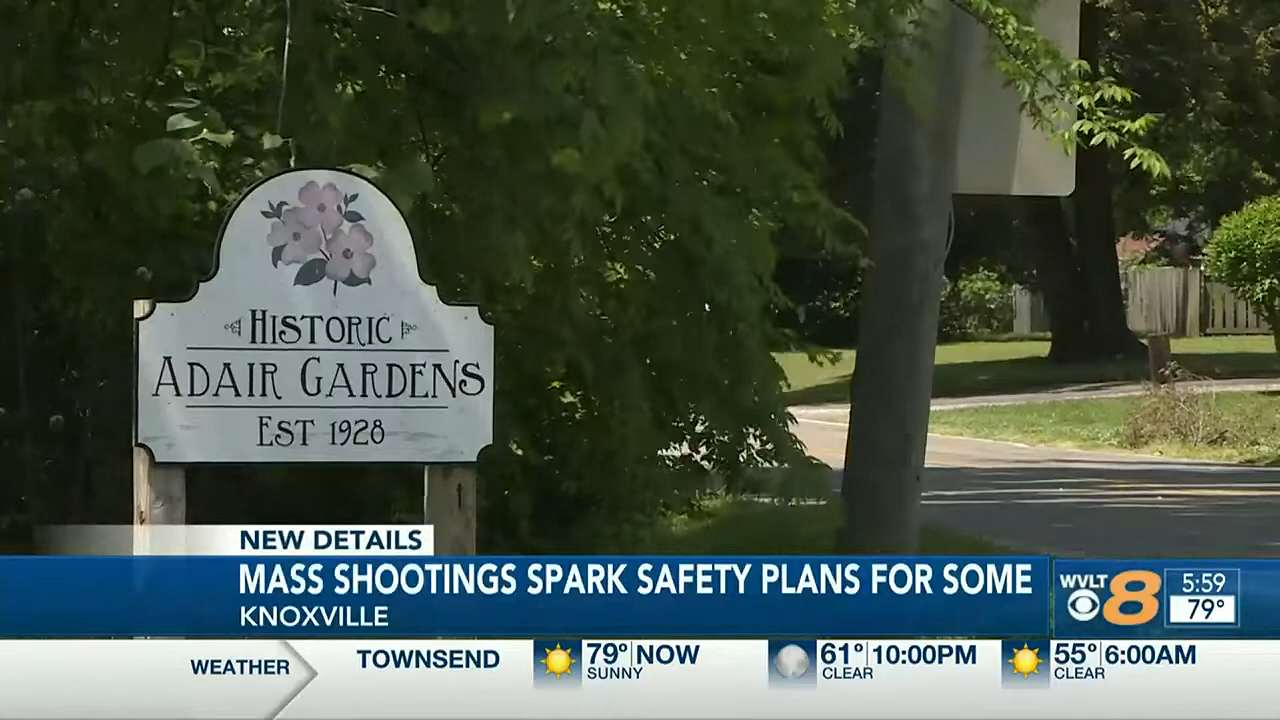 HISTORIC
ADAIR GARDENS
EST 1928
NEW DETAILS
MASS SHOOTINGS SPARK SAFETY PLANS FOR SOME
KNOXVILLE
WVLT 8
5:59
79°
WEATHER
TOWNSEND
79° NOW
SUNNY
61° 10:00PM
CLEAR
55° 6:00AM
CLEAR